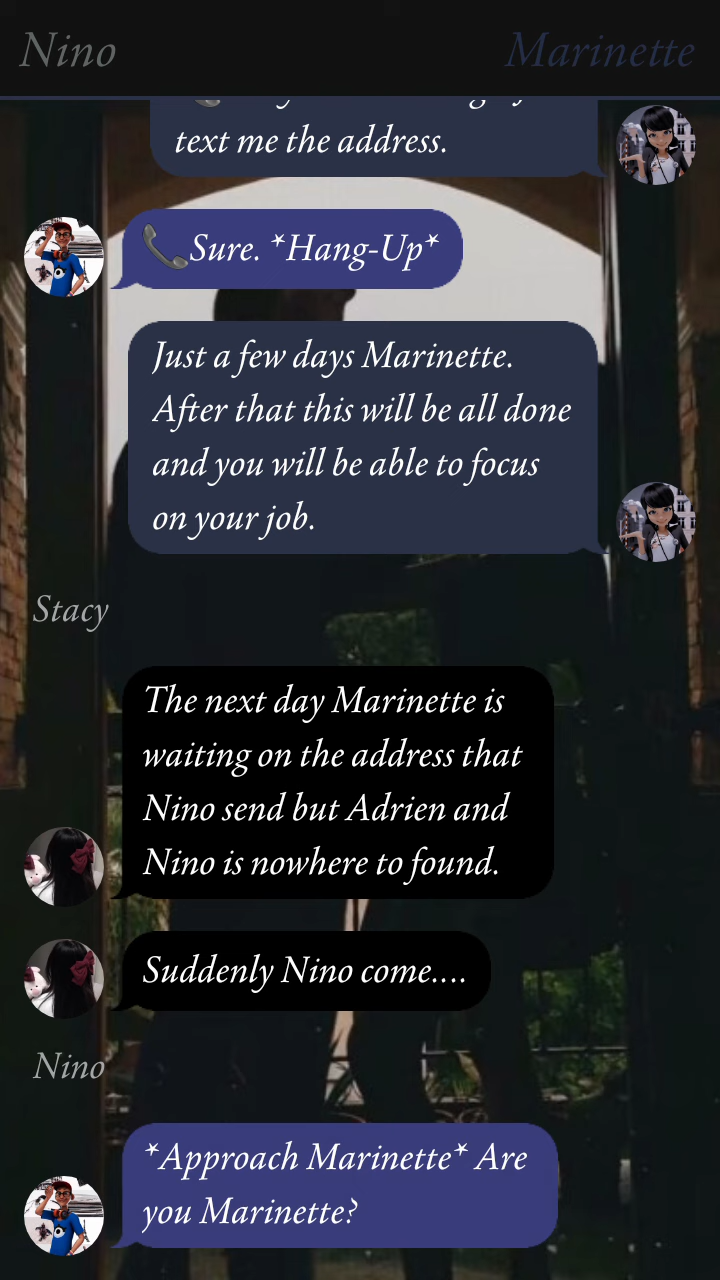 Nino Marinette
text me the address.
📞Sure. *Hang-Up*
Just a few days Marinette.
After that this will be all done
and you will be able to focus
on your job.
Stacy
The next day Marinette is
waiting on the address that
Nino send but Adrien and
Nino is nowhere to found.
Suddenly Nino come....
Nino
*Approach Marinette* Are
you Marinette?